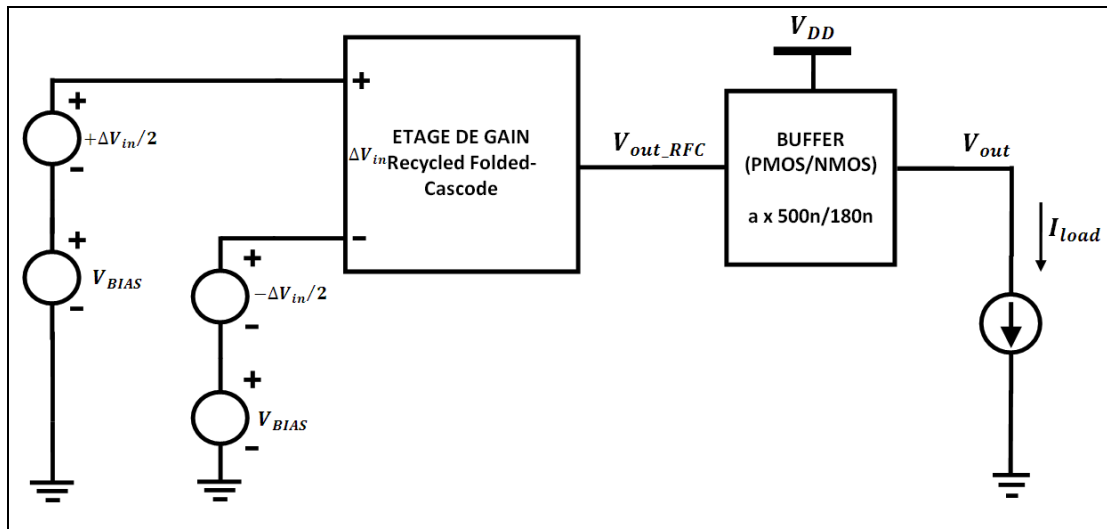 V_DD
+
+ΔV_in/2
-
+
V_BIAS
-
+
ETAGE DE GAIN
ΔV_in Recycled Folded-
Cascode
-
+
-ΔV_in/2
-
+
V_BIAS
-
V_out_RFC
BUFFER
(PMOS/NMOS)
a x 500n/180n
V_out
I_load